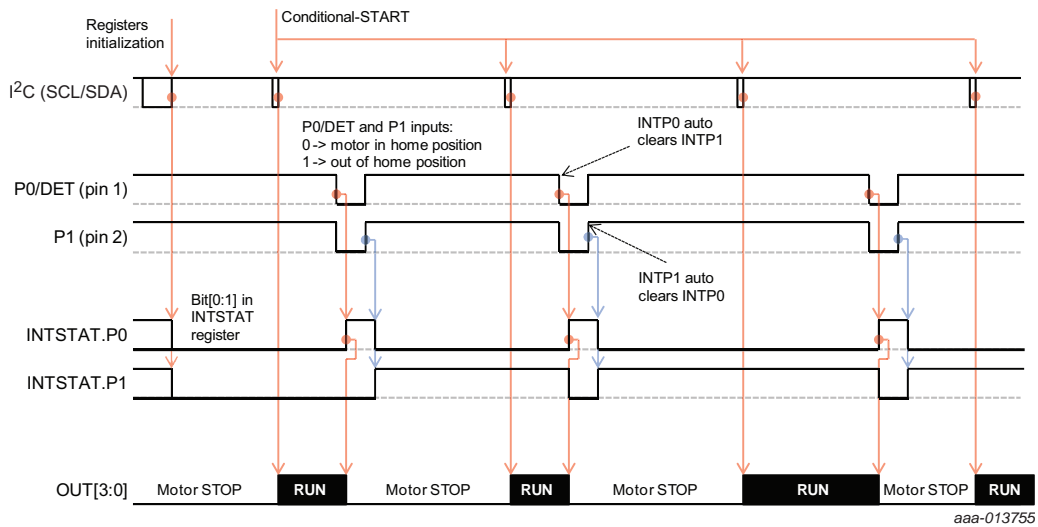 Registers
initialization
Conditional-START
I2C (SCL/SDA)
P0/DET and P1 inputs:
0 -> motor in home position
1 -> out of home position
INTP0 auto
clears INTP1
P0/DET (pin 1)
P1 (pin 2)
INTP1 auto
clears INTP0
Bit[0:1] in
INTSTAT
register
INTSTAT.P0
INTSTAT.P1
OUT[3:0] Motor STOP RUN Motor STOP RUN Motor STOP RUN Motor STOP RUN
aaa-013755